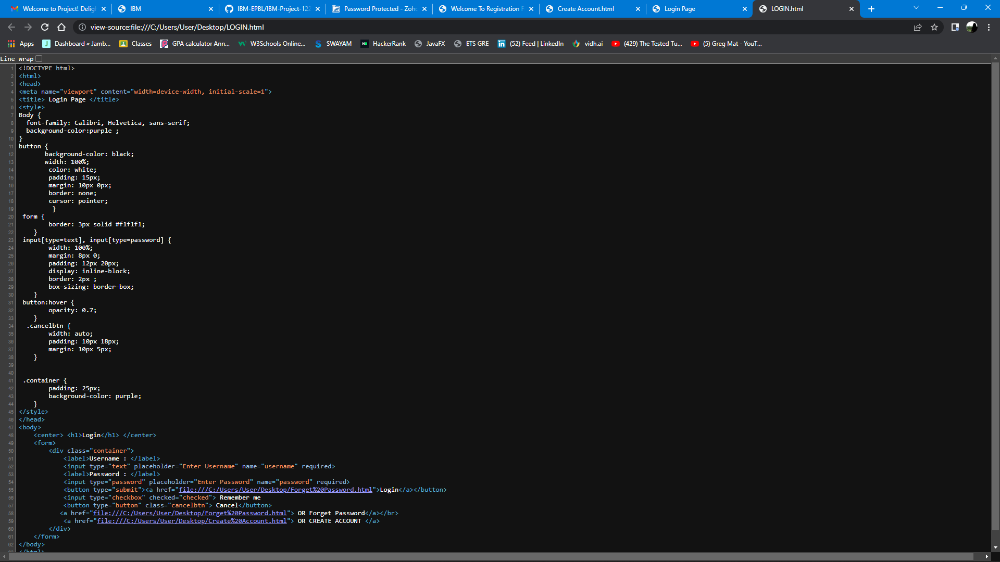 Welcome to Project! Deligh
IBM
IBM-EPBL/IBM-Project-122
Password Protected - Zoho
Welcome To Registration F
Create Account.html
Login Page
LOGIN.html
view-source:file:///C:/Users/User/Desktop/LOGIN.html
Apps
Dashboard « Jamb...
Classes
GPA calculator Ann...
W3Schools Online...
SWAYAM
HackerRank
JavaFX
ETS GRE
(52) Feed | LinkedIn
vidh.ai
(429) The Tested Tu...
(5) Greg Mat - YouT...
Line wrap
1 <!DOCTYPE html>
2 <html>
3 <head>
4 <meta name="viewport" content="width=device-width, initial-scale=1">
5 <title> Login Page </title>
6 <style>
7 Body {
8 font-family: Calibri, Helvetica, sans-serif;
9 background-color:purple ;
10 }
11 button {
12 background-color: black;
13 width: 100%;
14 color: white;
15 padding: 15px;
16 margin: 10px 0px;
17 border: none;
18 cursor: pointer;
19 }
20 form {
21 border: 3px solid #f1f1f1;
22 }
23 input[type=text], input[type=password] {
24 width: 100%;
25 margin: 8px 0;
26 padding: 12px 20px;
27 display: inline-block;
28 border: 2px ;
29 box-sizing: border-box;
30 }
31 button:hover {
32 opacity: 0.7;
33 }
34 .cancelbtn {
35 width: auto;
36 padding: 10px 18px;
37 margin: 10px 5px;
38 }
39
40
41 .container {
42 padding: 25px;
43 background-color: purple;
44 }
45 </style>
46 </head>
47 <body>
48 <center> <h1>Login</h1> </center>
49 <form>
50 <div class="container">
51 <label>Username : </label>
52 <input type="text" placeholder="Enter Username" name="username" required>
53 <label>Password : </label>
54 <input type="password" placeholder="Enter Password" name="password" required>
55 <button type="submit"><a href="file:///C:/Users/User/Desktop/Forget%20Password.html">Login</a></button>
56 <input type="checkbox" checked="checked"> Remember me
57 <button type="button" class="cancelbtn"> Cancel</button>
58 <a href="file:///C:/Users/User/Desktop/Forget%20Password.html"> OR Forget Password</a></br>
59 <a href="file:///C:/Users/User/Desktop/Create%20Account.html"> OR CREATE ACCOUNT </a>
60 </div>
61 </form>
62 </body>
63 </html>